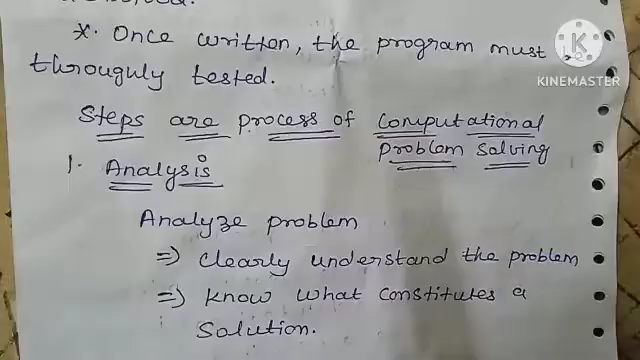 *. Once written, the program must be
througuly tested.
Steps are process of computational
problem solving
1. Analysis
Analyze problem
=> clearly understand the problem
=> know what constitutes a
solution.
K
KINEMASTER